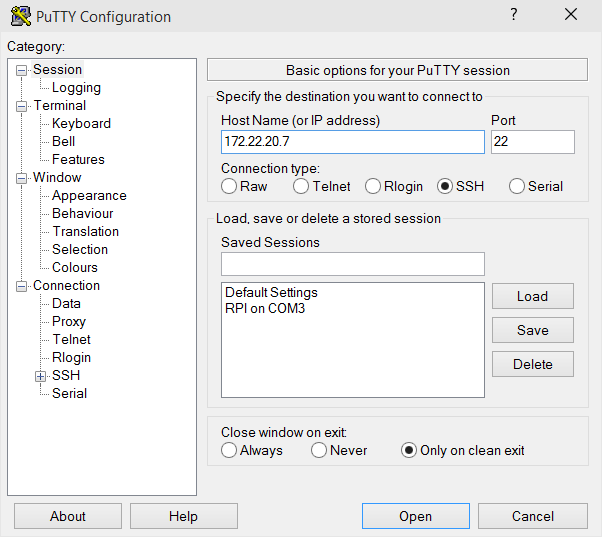 PuTTY Configuration
?
Category:
Session
Logging
Terminal
Keyboard
Bell
Features
Window
Appearance
Behaviour
Translation
Selection
Colours
Connection
Data
Proxy
Telnet
Rlogin
SSH
Serial
Basic options for your PuTTY session
Specify the destination you want to connect to
Host Name (or IP address) Port
172.22.20.7 22
Connection type:
Raw Telnet Rlogin SSH Serial
Load, save or delete a stored session
Saved Sessions
Default Settings
RPI on COM3
Load
Save
Delete
Close window on exit:
Always Never Only on clean exit
About Help Open Cancel